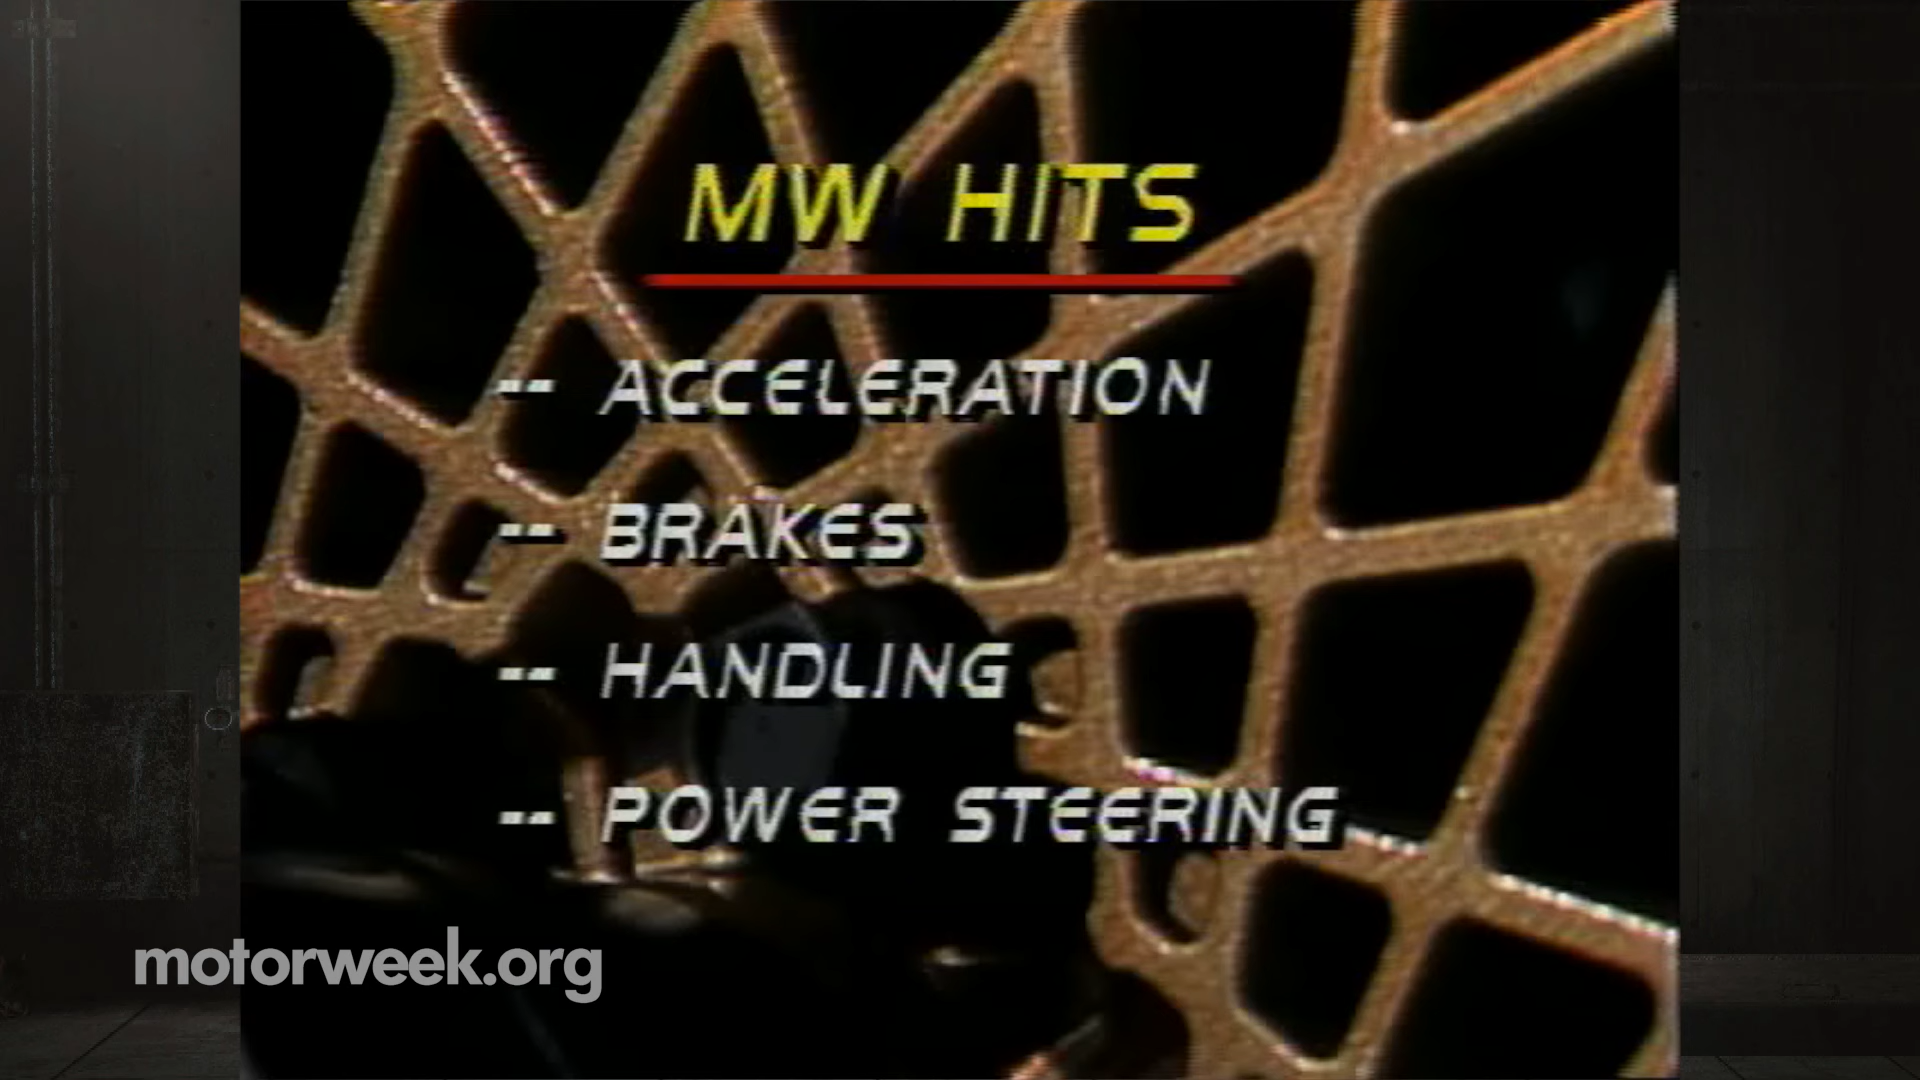 MW HITS
-- ACCELERATION
-- BRAKES
-- HANDLING
-- POWER STEERING
motorweek.org